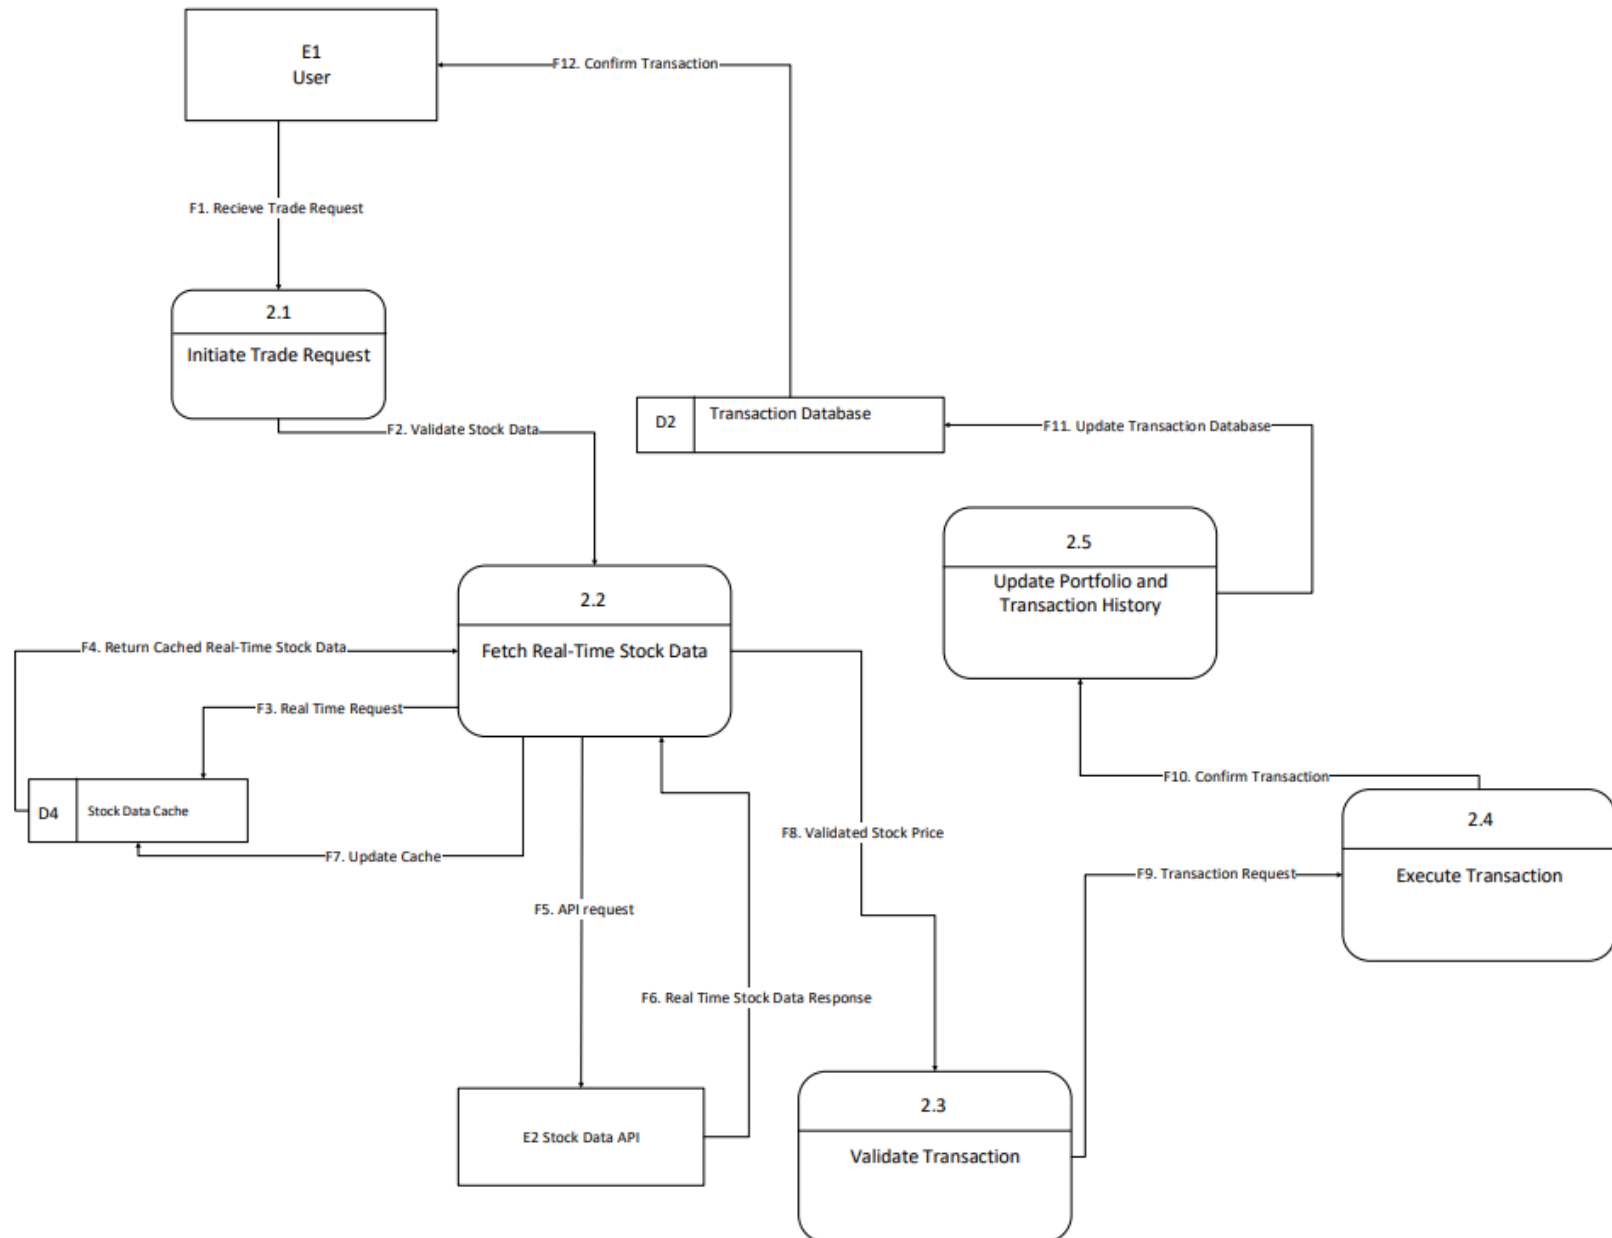 E1
User
F12. Confirm Transaction
F1. Recieve Trade Request
2.1
Initiate Trade Request
F2. Validate Stock Data
D2
Transaction Database
F11. Update Transaction Database
2.5
Update Portfolio and
Transaction History
2.2
Fetch Real-Time Stock Data
F4. Return Cached Real-Time Stock Data
F3. Real Time Request
D4
Stock Data Cache
F7. Update Cache
F10. Confirm Transaction
2.4
Execute Transaction
F8. Validated Stock Price
F9. Transaction Request
F5. API request
F6. Real Time Stock Data Response
E2 Stock Data API
2.3
Validate Transaction